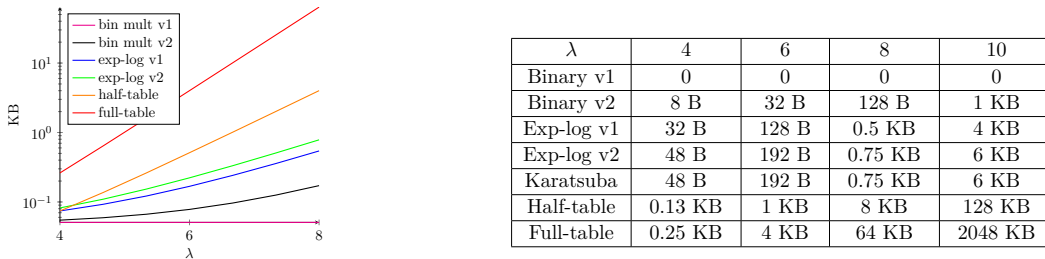 bin mult v1
bin mult v2
exp-log v1
exp-log v2
half-table
full-table
10^1
10^0
10^{-1}
KB
4
6
8
λ
λ 4 6 8 10
Binary v1 0 0 0 0
Binary v2 8 B 32 B 128 B 1 KB
Exp-log v1 32 B 128 B 0.5 KB 4 KB
Exp-log v2 48 B 192 B 0.75 KB 6 KB
Karatsuba 48 B 192 B 0.75 KB 6 KB
Half-table 0.13 KB 1 KB 8 KB 128 KB
Full-table 0.25 KB 4 KB 64 KB 2048 KB